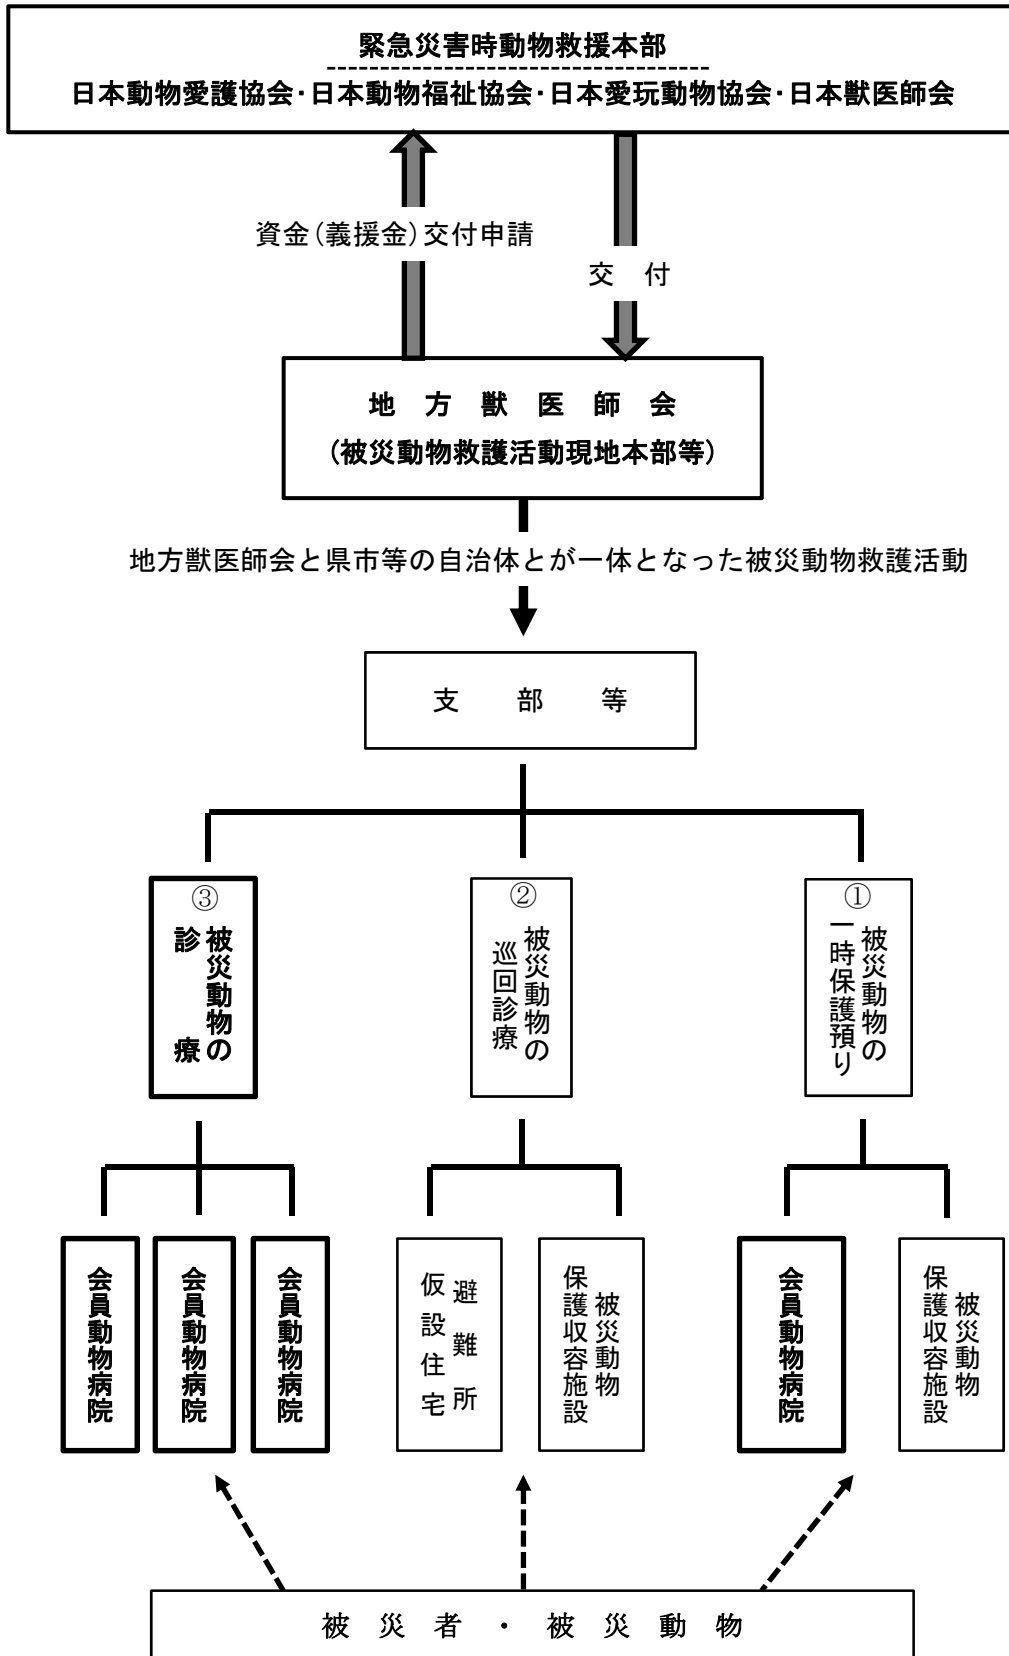 緊急災害時動物救援本部
日本動物愛護協会・日本動物福祉協会・日本愛玩動物協会・日本獣医師会
資金(義援金)交付申請
交　付
地　方　獣　医　師　会
(被災動物救護活動現地本部等)
地方獣医師会と県市等の自治体とが一体となった被災動物救護活動
支　部　等
①
被災動物の
一時保護預り
②
被災動物の
巡回診療
③
被災動物の
診　療
被災動物
保護収容施設
会員動物病院
被災動物
保護収容施設
避難所
仮設住宅
会員動物病院
会員動物病院
会員動物病院
被　災　者　・　被　災　動　物